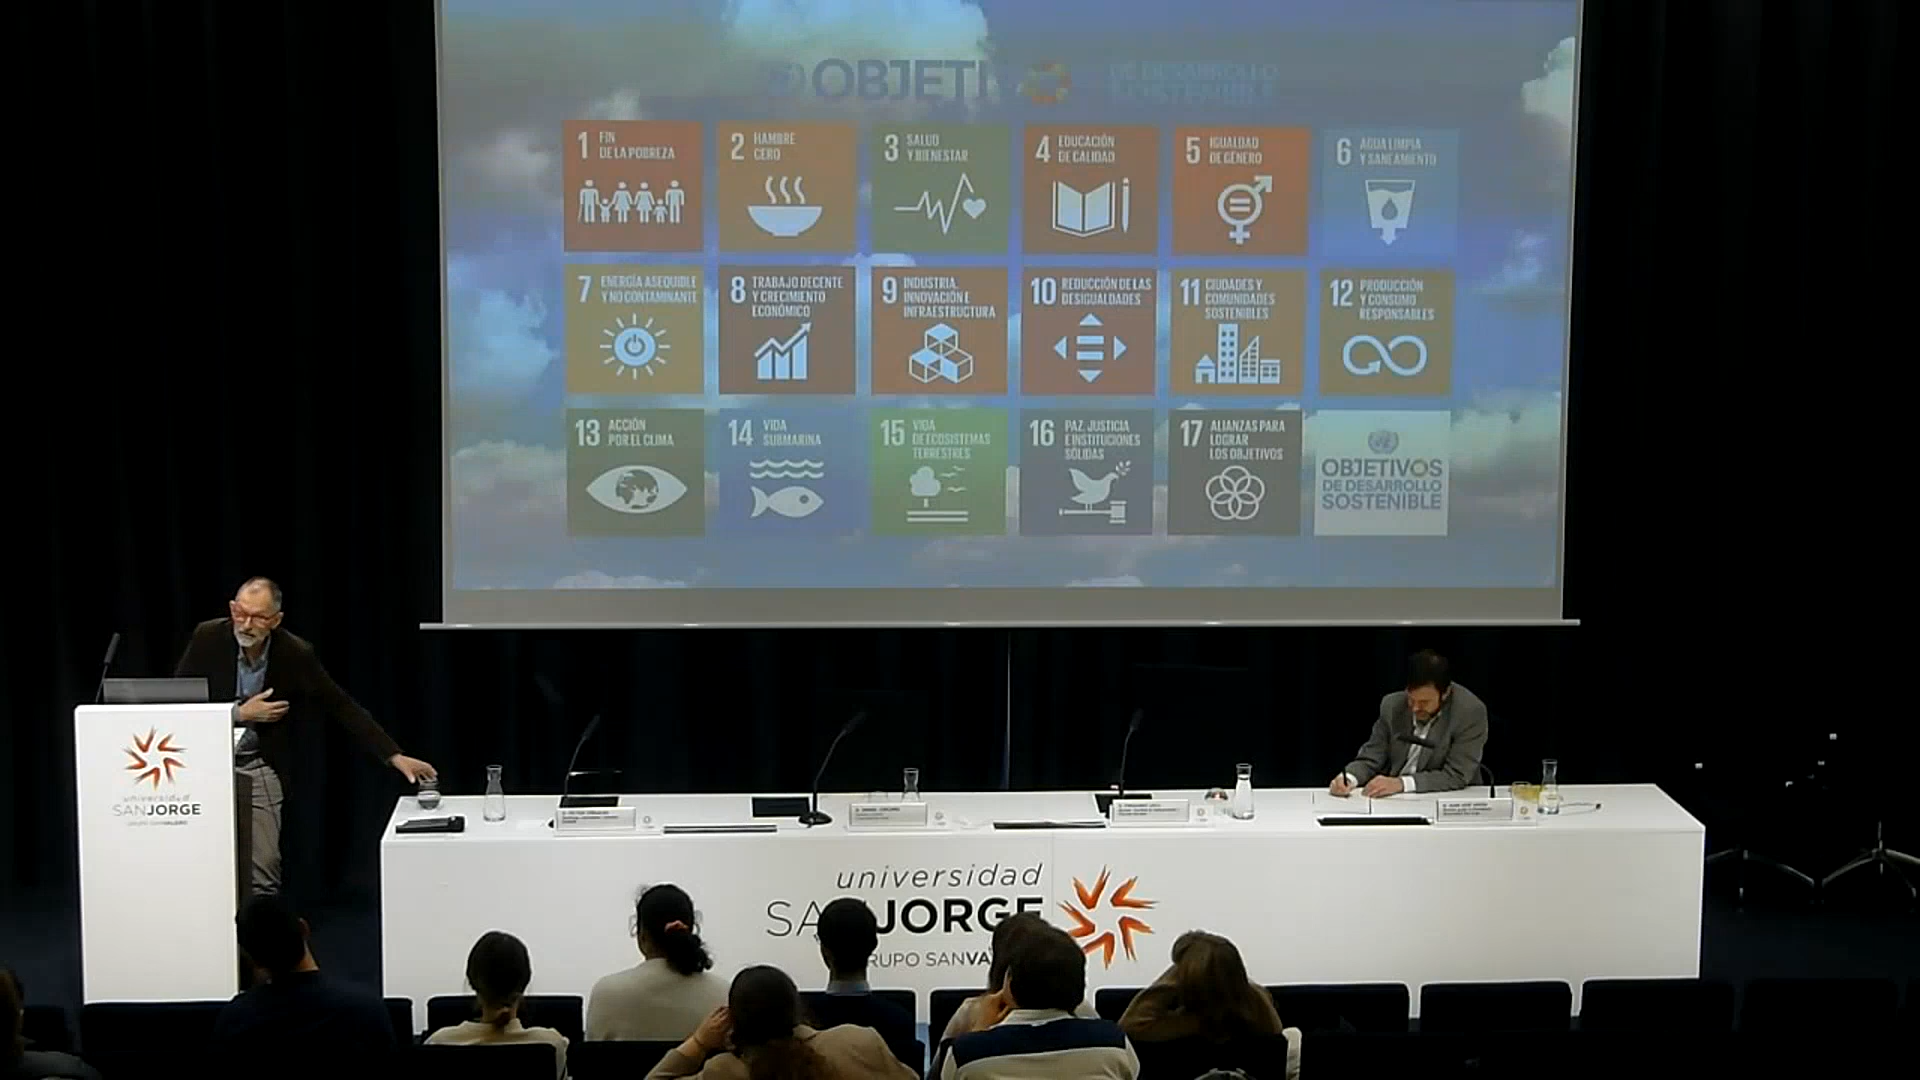 OBJETIV
DE DESARROLLO
SOSTENIBLE
1 FIN
DE LA POBREZA
2 HAMBRE
CERO
3 SALUD
Y BIENESTAR
4 EDUCACIÓN
DE CALIDAD
5 IGUALDAD
DE GÉNERO
6 AGUA LIMPIA
Y SANEAMIENTO
7 ENERGÍA ASEQUIBLE
Y NO CONTAMINANTE
8 TRABAJO DECENTE
Y CRECIMIENTO
ECONÓMICO
9 INDUSTRIA,
INNOVACIÓN E
INFRAESTRUCTURA
10 REDUCCIÓN DE LAS
DESIGUALDADES
11 CIUDADES Y
COMUNIDADES
SOSTENIBLES
12 PRODUCCIÓN
Y CONSUMO
RESPONSABLES
13 ACCIÓN
POR EL CLIMA
14 VIDA
SUBMARINA
15 VIDA
DE ECOSISTEMAS
TERRESTRES
16 PAZ, JUSTICIA
E INSTITUCIONES
SÓLIDAS
17 ALIANZAS PARA
LOGRAR
LOS OBJETIVOS
OBJETIVOS
DE DESARROLLO
SOSTENIBLE
universidad
SANJORGE
GRUPO SANVALERO
universidad
SANJORGE
GRUPO SANVA